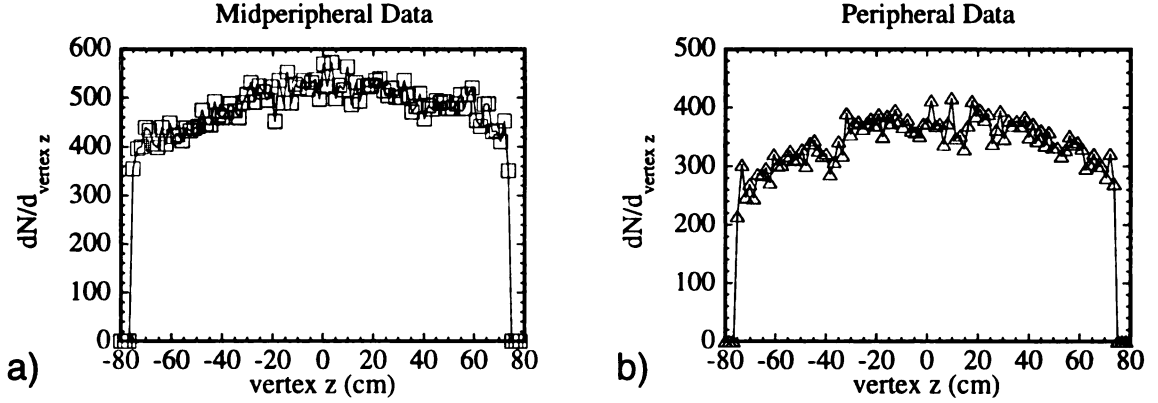 Midperipheral Data
600
500
400
300
200
100
0
dN/d vertex z
-80 -60 -40 -20 0 20 40 60 80
vertex z (cm)
a)
Peripheral Data
500
400
300
200
100
0
dN/d vertex z
-80 -60 -40 -20 0 20 40 60 80
vertex z (cm)
b)